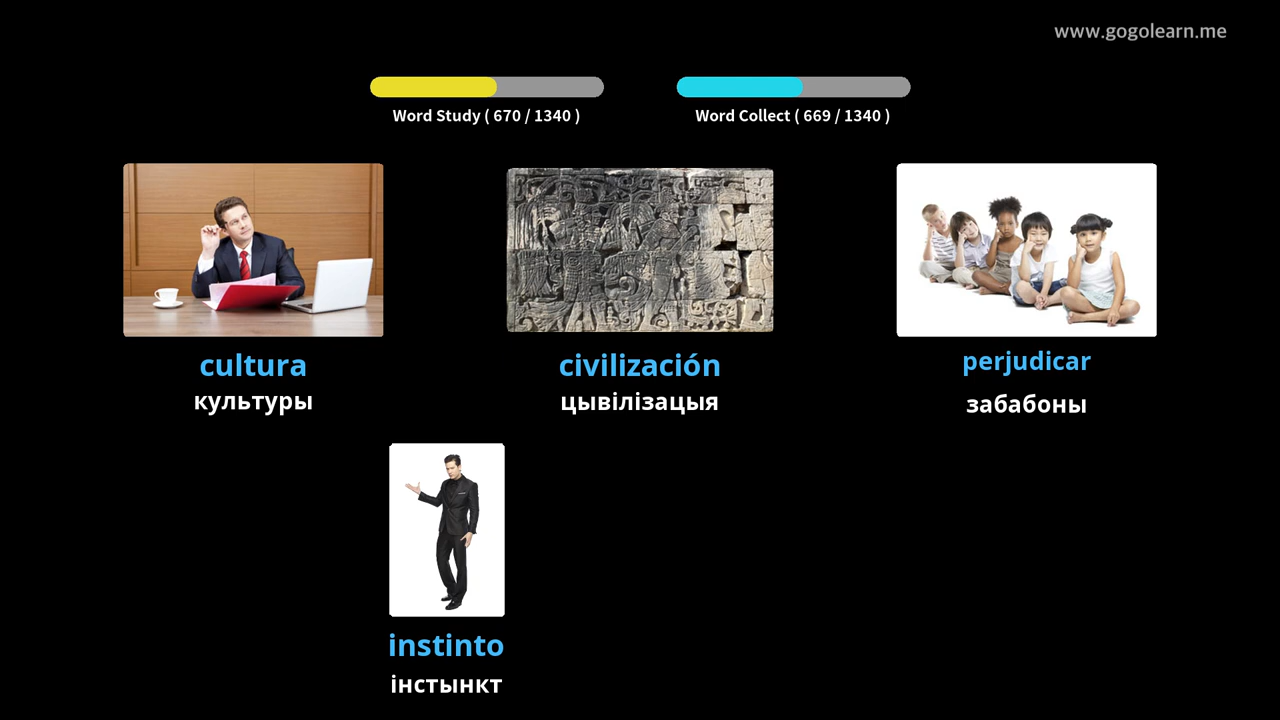 www.gogolearn.me
Word Study ( 670 / 1340 )
Word Collect ( 669 / 1340 )
cultura
культуры
civilización
цывілізацыя
perjudicar
забабоны
instinto
інстынкт